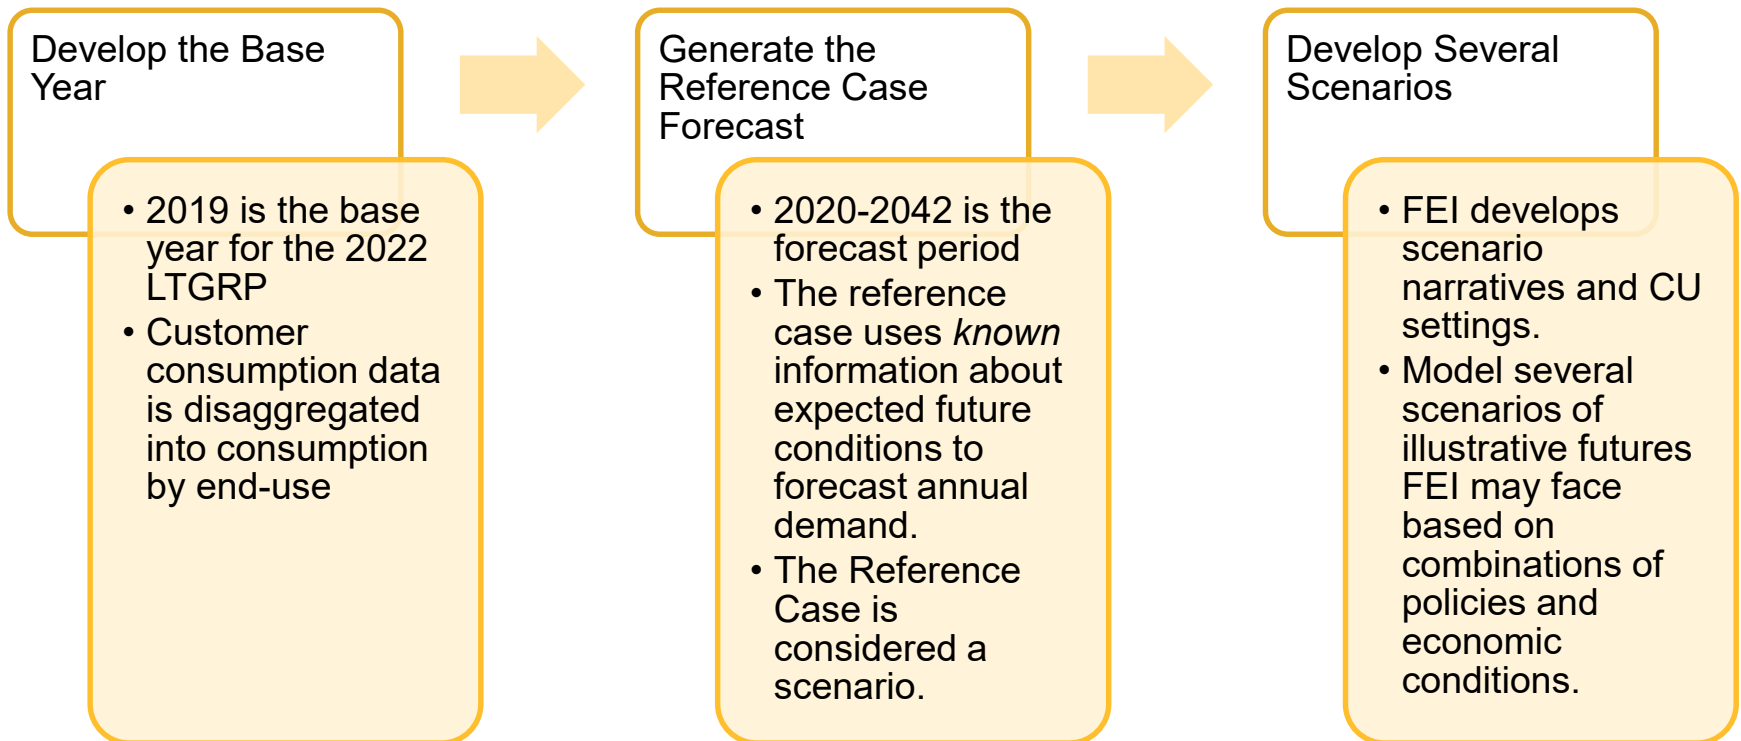 Develop the Base
Year
• 2019 is the base
year for the 2022
LTGRP
• Customer
consumption data
is disaggregated
into consumption
by end-use
Generate the
Reference Case
Forecast
• 2020-2042 is the
forecast period
• The reference
case uses known
information about
expected future
conditions to
forecast annual
demand.
• The Reference
Case is
considered a
scenario.
Develop Several
Scenarios
• FEI develops
scenario
narratives and CU
settings.
• Model several
scenarios of
illustrative futures
FEI may face
based on
combinations of
policies and
economic
conditions.